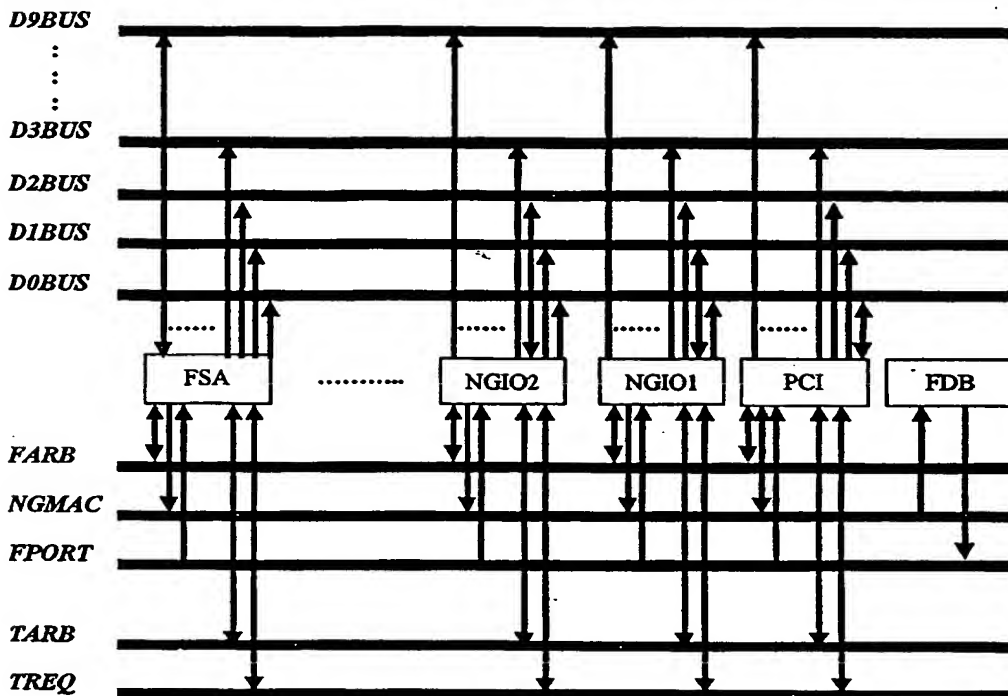 D9BUS
D3BUS
D2BUS
D1BUS
D0BUS
FSA
NGIO2
NGIO1
PCI
FDB
FARB
NGMAC
FPORT
TARB
TREQ